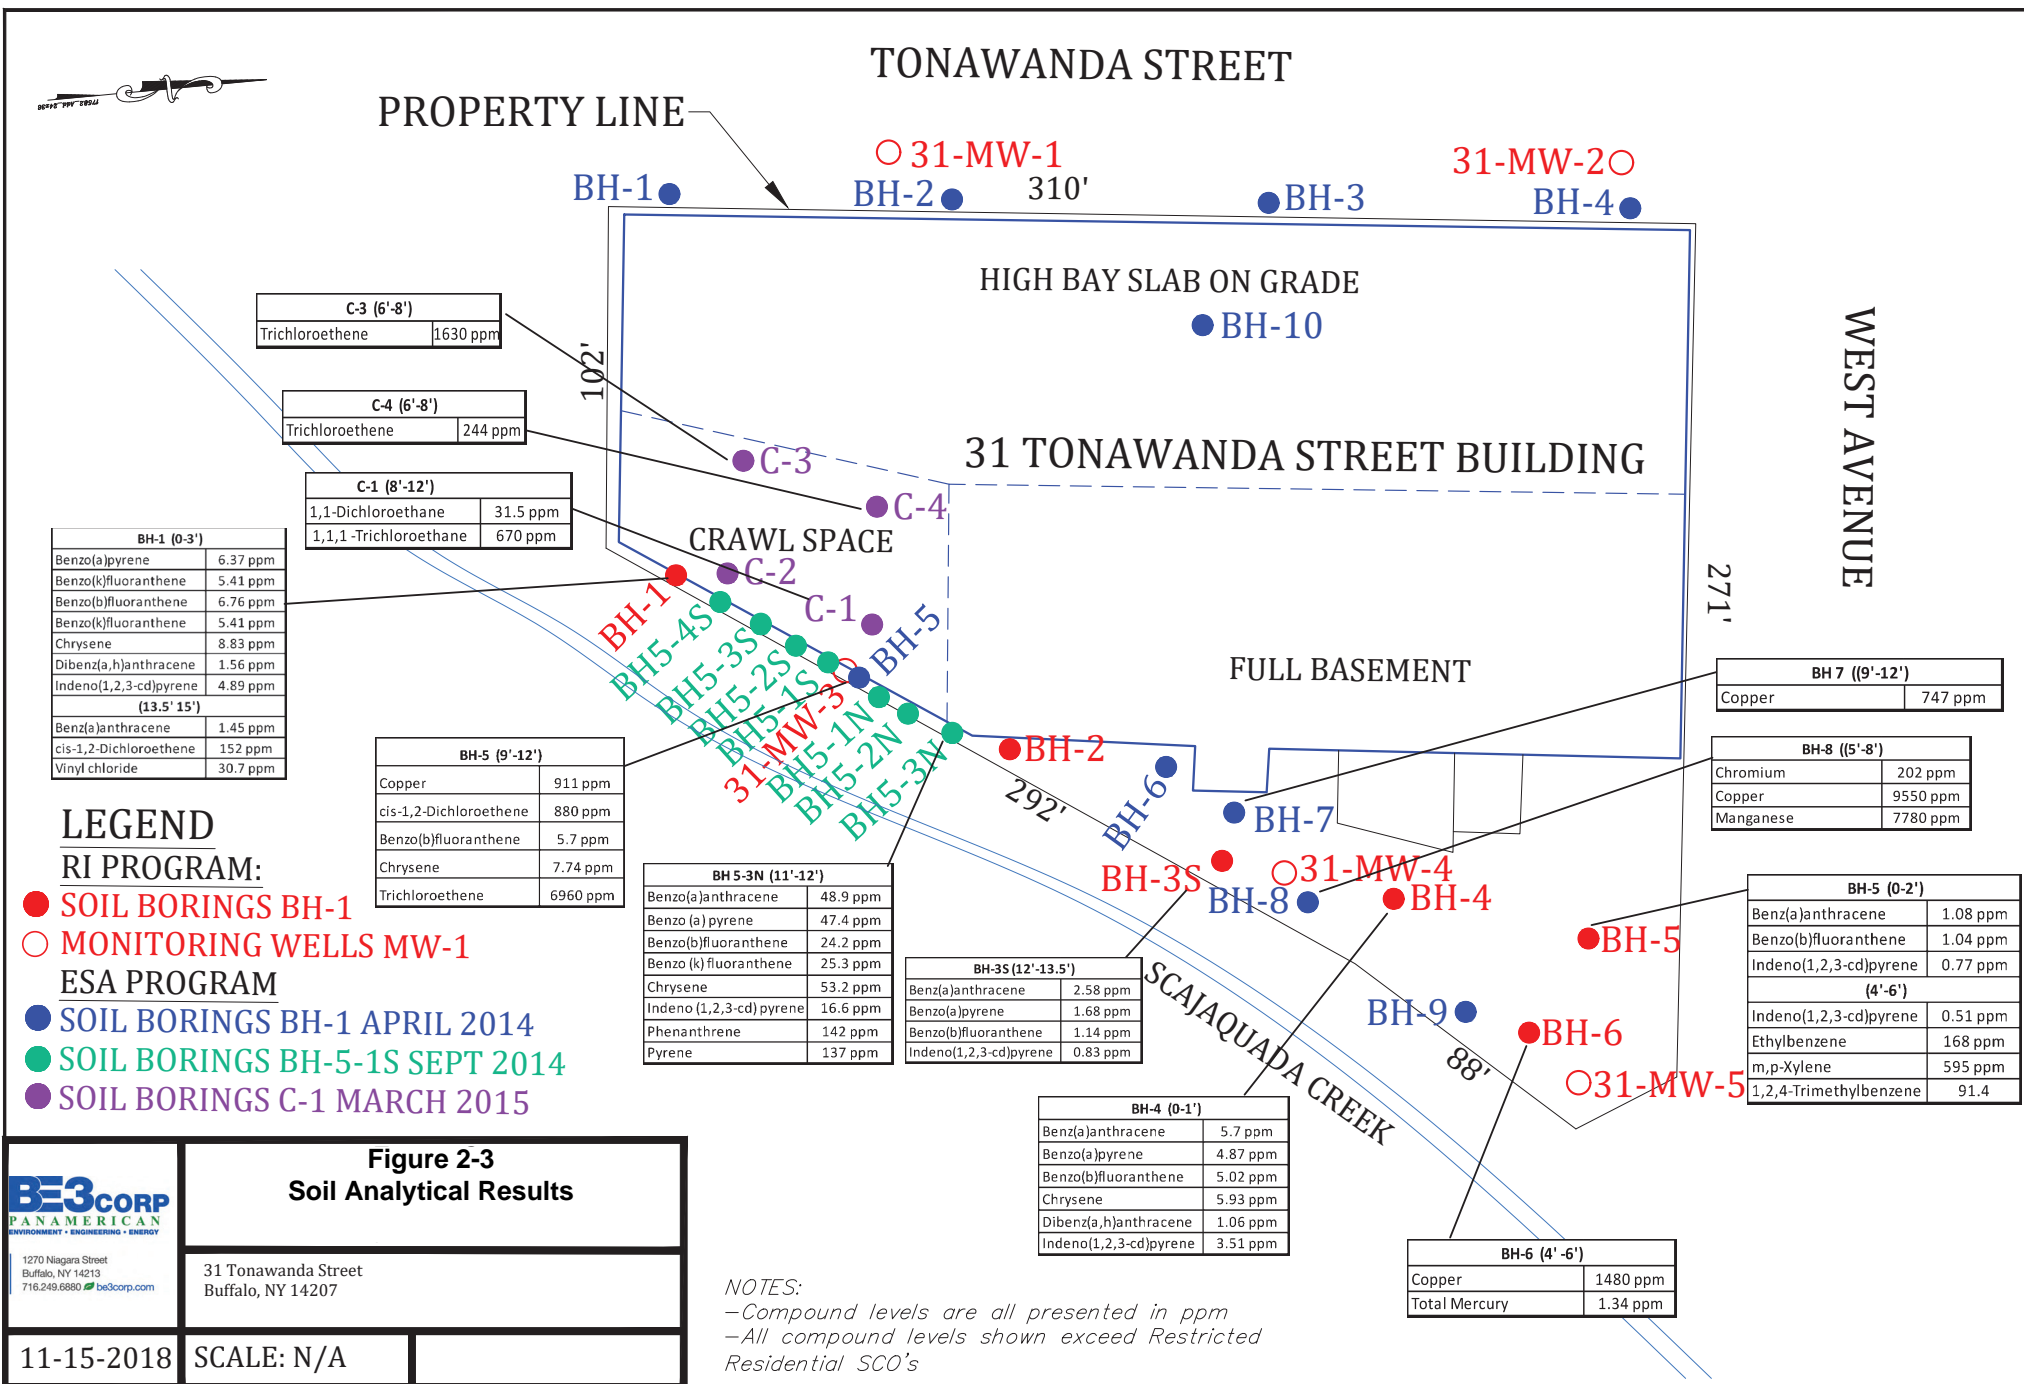 TONAWANDA STREET
PROPERTY LINE
31-MW-1
31-MW-2
BH-1
BH-2
310'
BH-3
BH-4
HIGH BAY SLAB ON GRADE
BH-10
C-3 (6'-8')
Trichloroethene 1630 ppm
102'
WEST AVENUE
C-4 (6'-8')
Trichloroethene 244 ppm
31 TONAWANDA STREET BUILDING
C-3
C-4
C-1 (8'-12')
1,1-Dichloroethane 31.5 ppm
1,1,1 -Trichloroethane 670 ppm
CRAWL SPACE
C-2
C-1
271'
BH-1 (0-3')
Benzo(a)pyrene 6.37 ppm
Benzo(k)fluoranthene 5.41 ppm
Benzo(b)fluoranthene 6.76 ppm
Benzo(k)fluoranthene 5.41 ppm
Chrysene 8.83 ppm
Dibenz(a,h)anthracene 1.56 ppm
Indeno(1,2,3-cd)pyrene 4.89 ppm
(13.5' 15')
Benz(a)anthracene 1.45 ppm
cis-1,2-Dichloroethene 152 ppm
Vinyl chloride 30.7 ppm
BH-1
BH5-4S
BH5-3S
BH5-2S
BH5-1S
31-MW-3
BH-5
BH5-1N
BH5-2N
BH5-3N
FULL BASEMENT
BH 7 ((9'-12')
Copper 747 ppm
BH-5 (9'-12')
Copper 911 ppm
cis-1,2-Dichloroethene 880 ppm
Benzo(b)fluoranthene 5.7 ppm
Chrysene 7.74 ppm
Trichloroethene 6960 ppm
BH-2
292'
BH-6
BH-7
BH-8 ((5'-8')
Chromium 202 ppm
Copper 9550 ppm
Manganese 7780 ppm
BH-3S
31-MW-4
BH-8
BH-4
BH-5
BH 5-3N (11'-12')
Benzo(a)anthracene 48.9 ppm
Benzo (a) pyrene 47.4 ppm
Benzo(b)fluoranthene 24.2 ppm
Benzo (k) fluoranthene 25.3 ppm
Chrysene 53.2 ppm
Indeno (1,2,3-cd) pyrene 16.6 ppm
Phenanthrene 142 ppm
Pyrene 137 ppm
BH-3S (12'-13.5')
Benz(a)anthracene 2.58 ppm
Benzo(a)pyrene 1.68 ppm
Benzo(b)fluoranthene 1.14 ppm
Indeno(1,2,3-cd)pyrene 0.83 ppm
SCAJAQUADA CREEK
BH-5 (0-2')
Benz(a)anthracene 1.08 ppm
Benzo(b)fluoranthene 1.04 ppm
Indeno(1,2,3-cd)pyrene 0.77 ppm
(4'-6')
Indeno(1,2,3-cd)pyrene 0.51 ppm
Ethylbenzene 168 ppm
m,p-Xylene 595 ppm
1,2,4-Trimethylbenzene 91.4
BH-9
BH-6
88'
31-MW-5
BH-4 (0-1')
Benz(a)anthracene 5.7 ppm
Benzo(a)pyrene 4.87 ppm
Benzo(b)fluoranthene 5.02 ppm
Chrysene 5.93 ppm
Dibenz(a,h)anthracene 1.06 ppm
Indeno(1,2,3-cd)pyrene 3.51 ppm
BH-6 (4' -6')
Copper 1480 ppm
Total Mercury 1.34 ppm
LEGEND
RI PROGRAM:
SOIL BORINGS BH-1
MONITORING WELLS MW-1
ESA PROGRAM
SOIL BORINGS BH-1 APRIL 2014
SOIL BORINGS BH-5-1S SEPT 2014
SOIL BORINGS C-1 MARCH 2015
BE3CORP
PANAMERICAN
ENVIRONMENT • ENGINEERING • ENERGY
1270 Niagara Street
Buffalo, NY 14213
716.249.6880 be3corp.com
Figure 2-3
Soil Analytical Results
31 Tonawanda Street
Buffalo, NY 14207
11-15-2018
SCALE: N/A
NOTES:
-Compound levels are all presented in ppm
-All compound levels shown exceed Restricted
Residential SCO's